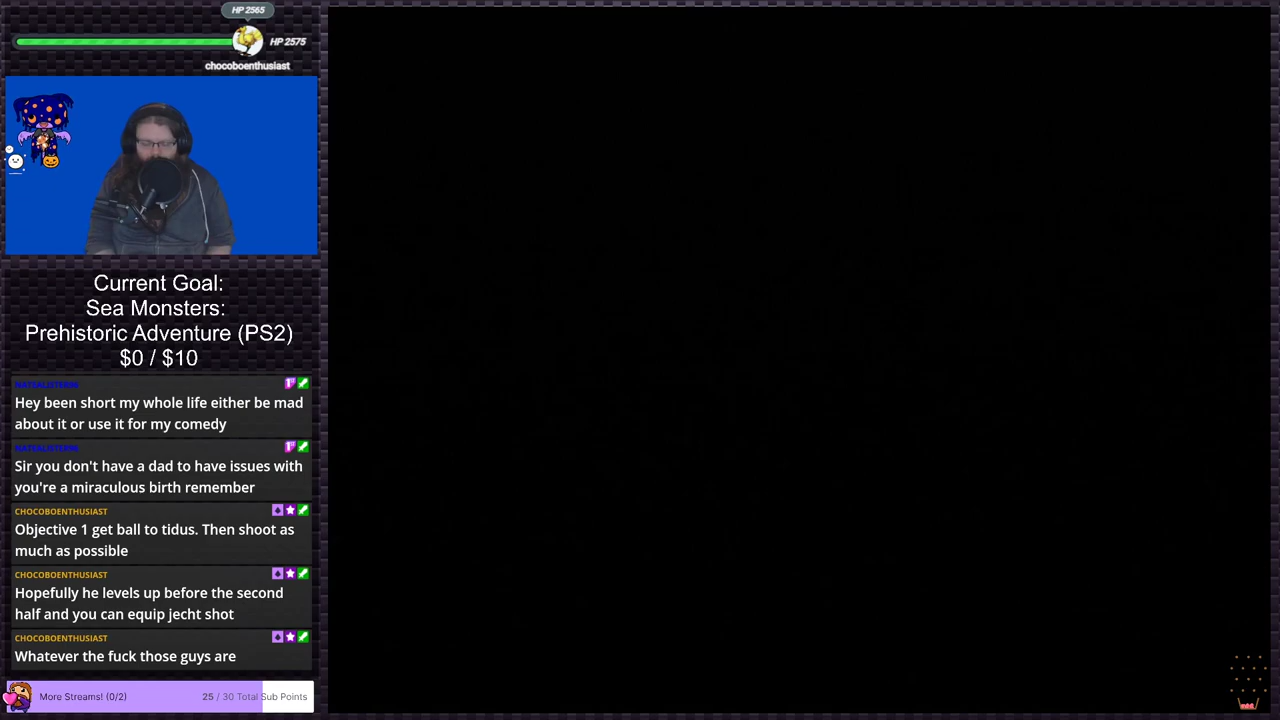 HP 2565
HP 2575
chocoboenthusiast
Current Goal:
Sea Monsters:
Prehistoric Adventure (PS2)
$0 / $10
Hey been short my whole life either be mad
about it or use it for my comedy
Sir you don't have a dad to have issues with
you're a miraculous birth remember
CHOCOBOENTHUSIAST
Objective 1 get ball to tidus. Then shoot as
much as possible
CHOCOBOENTHUSIAST
Hopefully he levels up before the second
half and you can equip jecht shot
CHOCOBOENTHUSIAST
Whatever the fuck those guys are
More Streams! (0/2)
25 / 30 Total Sub Points